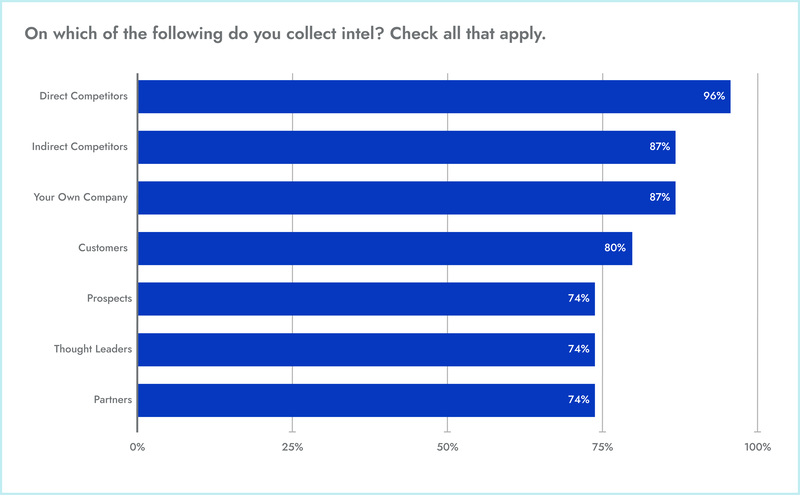 On which of the following do you collect intel? Check all that apply.
Direct Competitors 96%
Indirect Competitors 87%
Your Own Company 87%
Customers 80%
Prospects 74%
Thought Leaders 74%
Partners 74%
0% 25% 50% 75% 100%